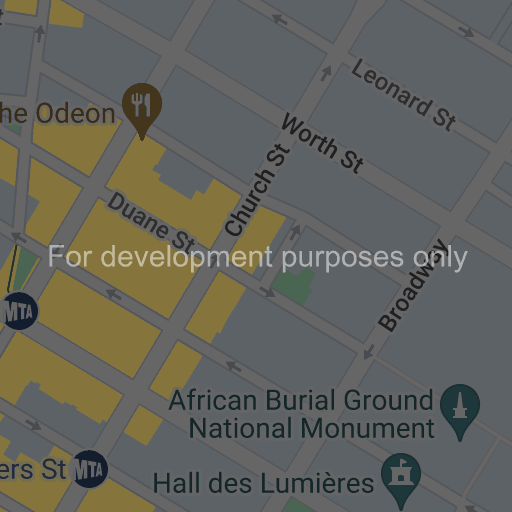 Leonard St
he Odeon
Worth St
Church St
Duane St
For development purposes only
Broadway
MTA
African Burial Ground
National Monument
ers St
MTA
Hall des Lumières